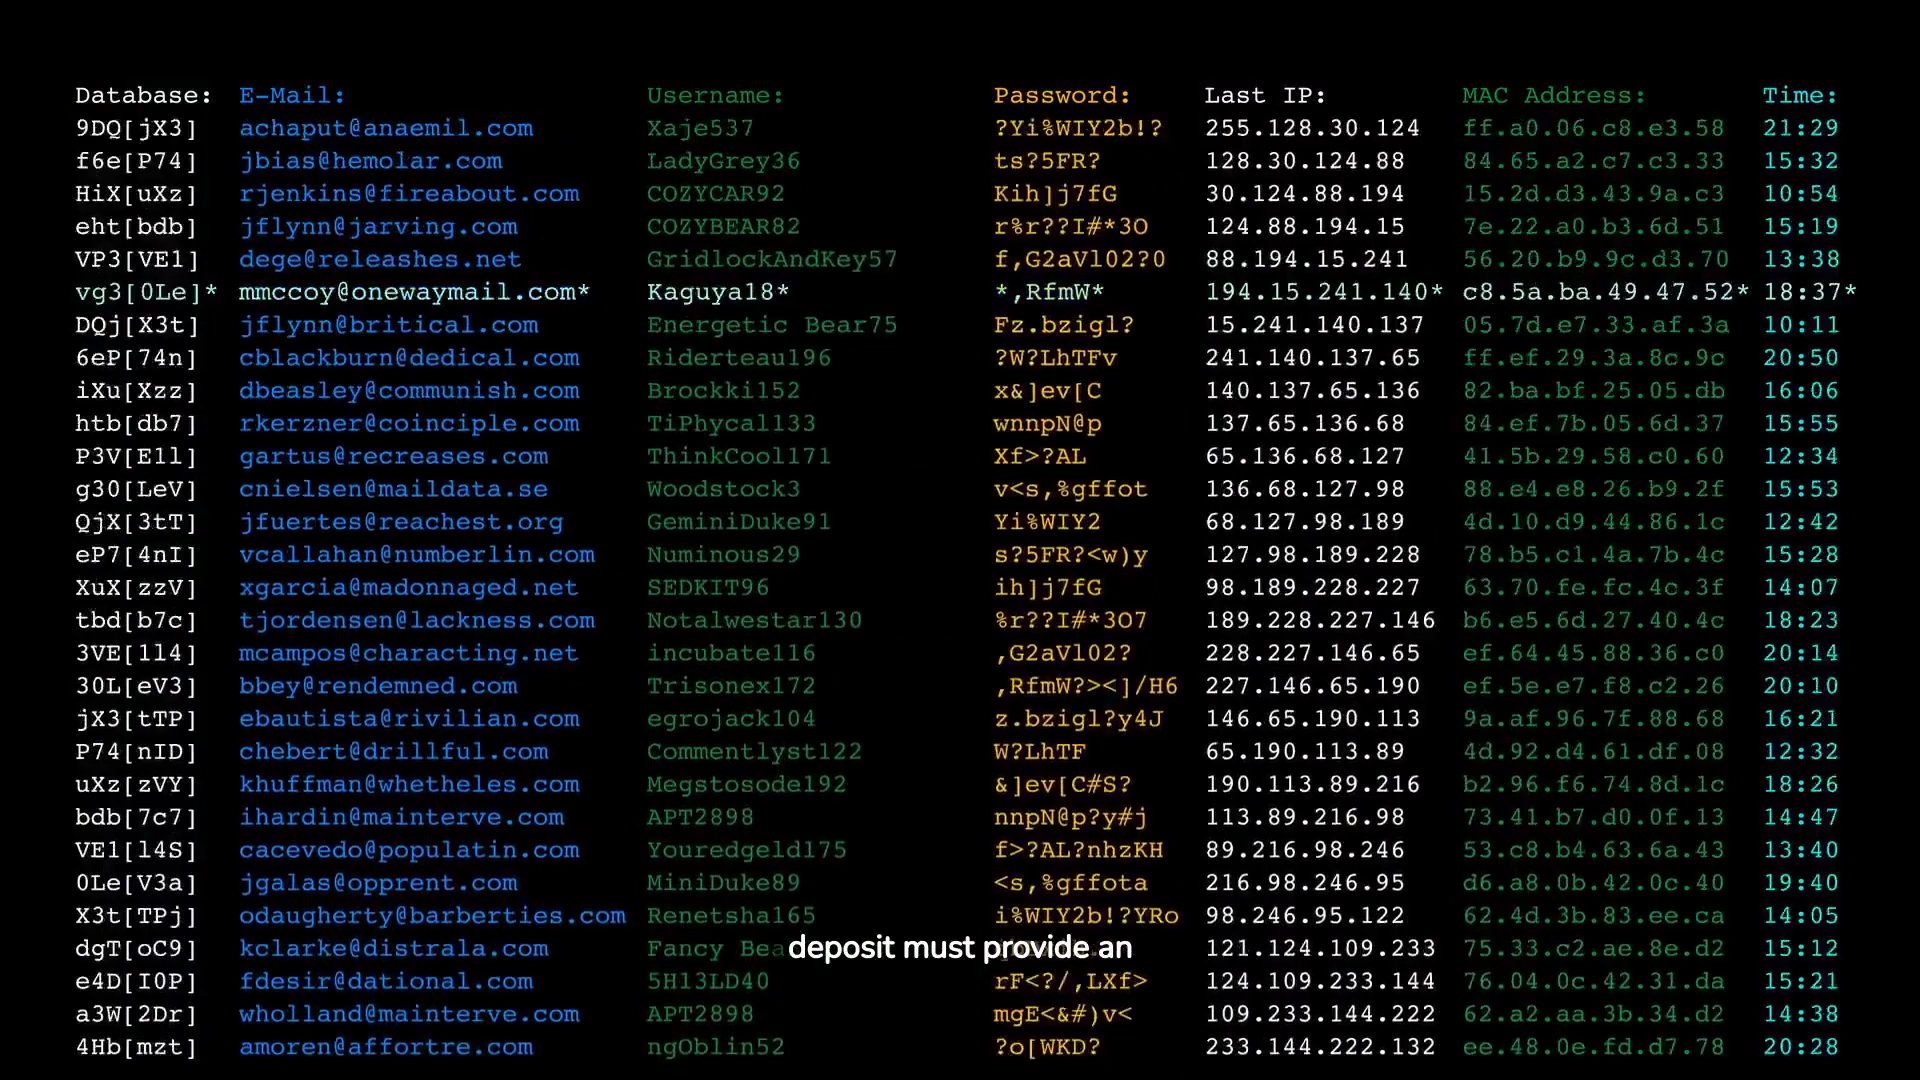 Database: E-Mail: Username: Password: Last IP: MAC Address: Time:
9DQ[jX3] achaput@anaemil.com Xaje537 ?Yi%WIY2b!? 255.128.30.124 ff.a0.06.c8.e3.58 21:29
f6e[P74] jbias@hemolar.com LadyGrey36 ts?5FR? 128.30.124.88 84.65.a2.c7.c3.33 15:32
HiX[uXz] rjenkins@fireabout.com COZYCAR92 Kih]j7fG 30.124.88.194 15.2d.d3.43.9a.c3 10:54
eht[bdb] jflynn@jarving.com COZYBEAR82 r%r??I#*3O 124.88.194.15 7e.22.a0.b3.6d.51 15:19
VP3[VE1] dege@releashes.net GridlockAndKey57 f,G2aVl02?0 88.194.15.241 56.20.b9.9c.d3.70 13:38
vg3[0Le]* mmccoy@onewaymail.com* Kaguya18* *,RfmW* 194.15.241.140* c8.5a.ba.49.47.52* 18:37*
DQj[X3t] jflynn@britical.com Energetic Bear75 Fz.bzigl? 15.241.140.137 05.7d.e7.33.af.3a 10:11
6eP[74n] cblackburn@dedical.com Riderteau196 ?W?LhTFv 241.140.137.65 ff.ef.29.3a.8c.9c 20:50
iXu[Xzz] dbeasley@communish.com Brockki152 x&]ev[C 140.137.65.136 82.ba.bf.25.05.db 16:06
htb[db7] rkerzner@coinciple.com TiPhycal133 wnnpN@p 137.65.136.68 84.ef.7b.05.6d.37 15:55
P3V[E1l] gartus@recreases.com ThinkCool171 Xf>?AL 65.136.68.127 41.5b.29.58.c0.60 12:34
g30[LeV] cnielsen@maildata.se Woodstock3 v<s,%gffot 136.68.127.98 88.e4.e8.26.b9.2f 15:53
QjX[3tT] jfuertes@reachest.org GeminiDuke91 Yi%WIY2 68.127.98.189 4d.10.d9.44.86.1c 12:42
eP7[4nI] vcallahan@numberlin.com Numinous29 s?5FR?<w)y 127.98.189.228 78.b5.c1.4a.7b.4c 15:28
XuX[zzV] xgarcia@madonnaged.net SEDKIT96 ih]j7fG 98.189.228.227 63.70.fe.fc.4c.3f 14:07
tbd[b7c] tjordensen@lackness.com Notalwestar130 %r??I#*3O7 189.228.227.146 b6.e5.6d.27.40.4c 18:23
3VE[1l4] mcampos@characting.net incubate116 ,G2aVl02? 228.227.146.65 ef.64.45.88.36.c0 20:14
30L[eV3] bbey@rendemned.com Trisonex172 ,RfmW?><]/H6 227.146.65.190 ef.5e.e7.f8.c2.26 20:10
jX3[tTP] ebautista@rivilian.com egrojack104 z.bzigl?y4J 146.65.190.113 9a.af.96.7f.88.68 16:21
P74[nID] chebert@drillful.com Commentlyst122 W?LhTF 65.190.113.89 4d.92.d4.61.df.08 12:32
uXz[zVY] khuffman@whetheles.com Megstosode192 &]ev[C#S? 190.113.89.216 b2.96.f6.74.8d.1c 18:26
bdb[7c7] ihardin@mainterve.com APT2898 nnpN@p?y#j 113.89.216.98 73.41.b7.d0.0f.13 14:47
VE1[l4S] cacevedo@populatin.com Youredgeld175 f>?AL?nhzKH 89.216.98.246 53.c8.b4.63.6a.43 13:40
0Le[V3a] jgalas@opprent.com MiniDuke89 <s,%gffota 216.98.246.95 d6.a8.0b.42.0c.40 19:40
X3t[TPj] odaugherty@barberties.com Renetsha165 i%WIY2b!?YRo 98.246.95.122 62.4d.3b.83.ee.ca 14:05
dgT[oC9] kclarke@distrala.com Fancy 121.124.109.233 75.33.c2.ae.8e.d2 15:12
deposit must provide an
e4D[I0P] fdesir@dational.com 5H13LD40 rF<?/,LXf> 124.109.233.144 76.04.0c.42.31.da 15:21
a3W[2Dr] wholland@mainterve.com APT2898 mgE<&#)v< 109.233.144.222 62.a2.aa.3b.34.d2 14:38
4Hb[mzt] amoren@affortre.com ngOblin52 ?o[WKD? 233.144.222.132 ee.48.0e.fd.d7.78 20:28